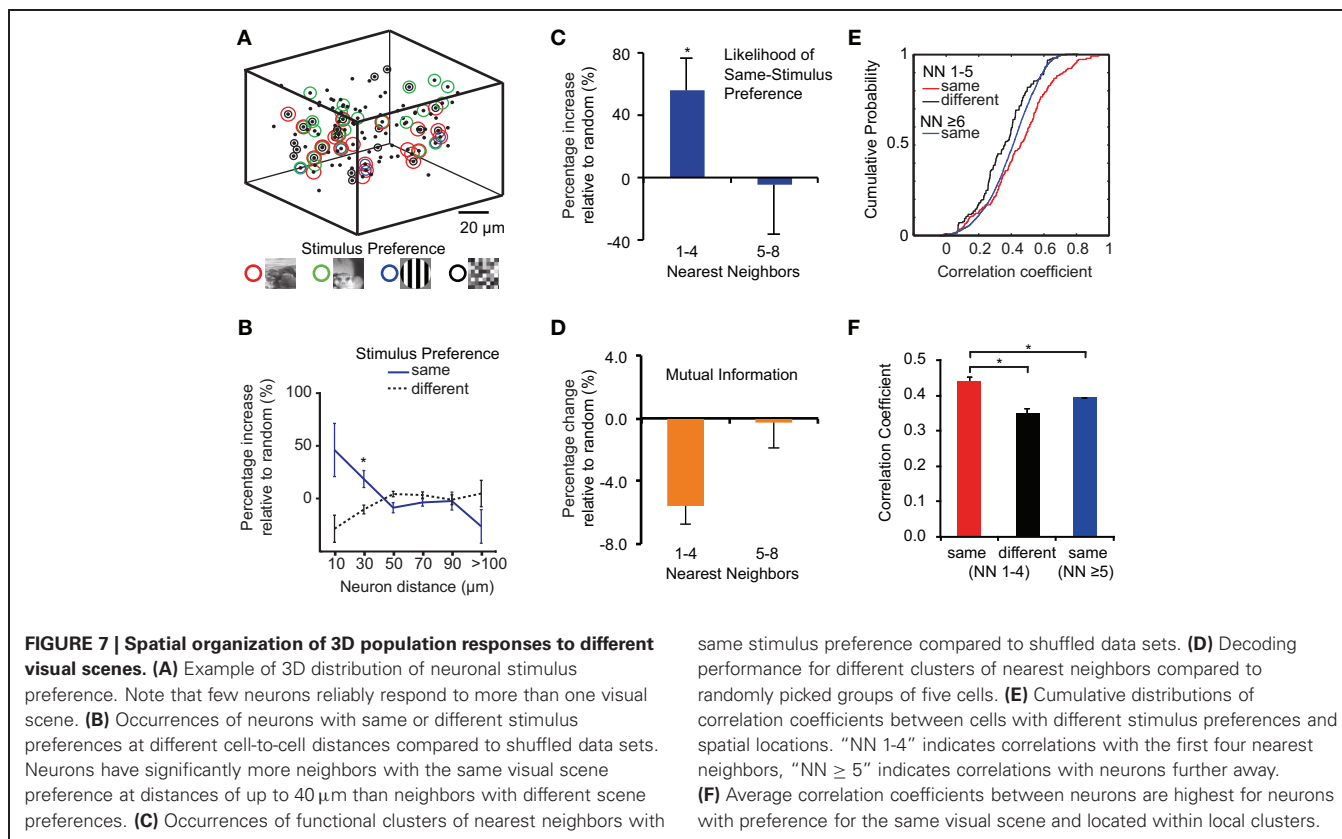 A
20 µm
Stimulus Preference
B
Stimulus Preference
same
different
Percentage increase
relative to random (%)
100
50
0
*
10
30
50
70
90
>100
Neuron distance (µm)
C
Percentage increase
relative to random (%)
80
40
0
-40
*
Likelihood of
Same-Stimulus
Preference
1-4
5-8
Nearest Neighbors
D
Percentage change
relative to random (%)
4.0
0.0
-4.0
-8.0
Mutual Information
1-4
5-8
Nearest Neighbors
E
Cumulative Probability
1
0.5
0
NN 1-5
same
different
NN ≥6
same
0
0.2
0.4
0.6
0.8
1
Correlation coefficient
F
Correlation Coefficient
0.5
0.4
0.3
0.2
0.1
0.0
*
*
same
different
same
(NN 1-4)
(NN ≥5)
FIGURE 7 | Spatial organization of 3D population responses to different
visual scenes. (A) Example of 3D distribution of neuronal stimulus
preference. Note that few neurons reliably respond to more than one visual
scene. (B) Occurrences of neurons with same or different stimulus
preferences at different cell-to-cell distances compared to shuffled data sets.
Neurons have significantly more neighbors with the same visual scene
preference at distances of up to 40 µm than neighbors with different scene
preferences. (C) Occurrences of functional clusters of nearest neighbors with
same stimulus preference compared to shuffled data sets. (D) Decoding
performance for different clusters of nearest neighbors compared to
randomly picked groups of five cells. (E) Cumulative distributions of
correlation coefficients between cells with different stimulus preferences and
spatial locations. “NN 1-4” indicates correlations with the first four nearest
neighbors, “NN ≥ 5” indicates correlations with neurons further away.
(F) Average correlation coefficients between neurons are highest for neurons
with preference for the same visual scene and located within local clusters.